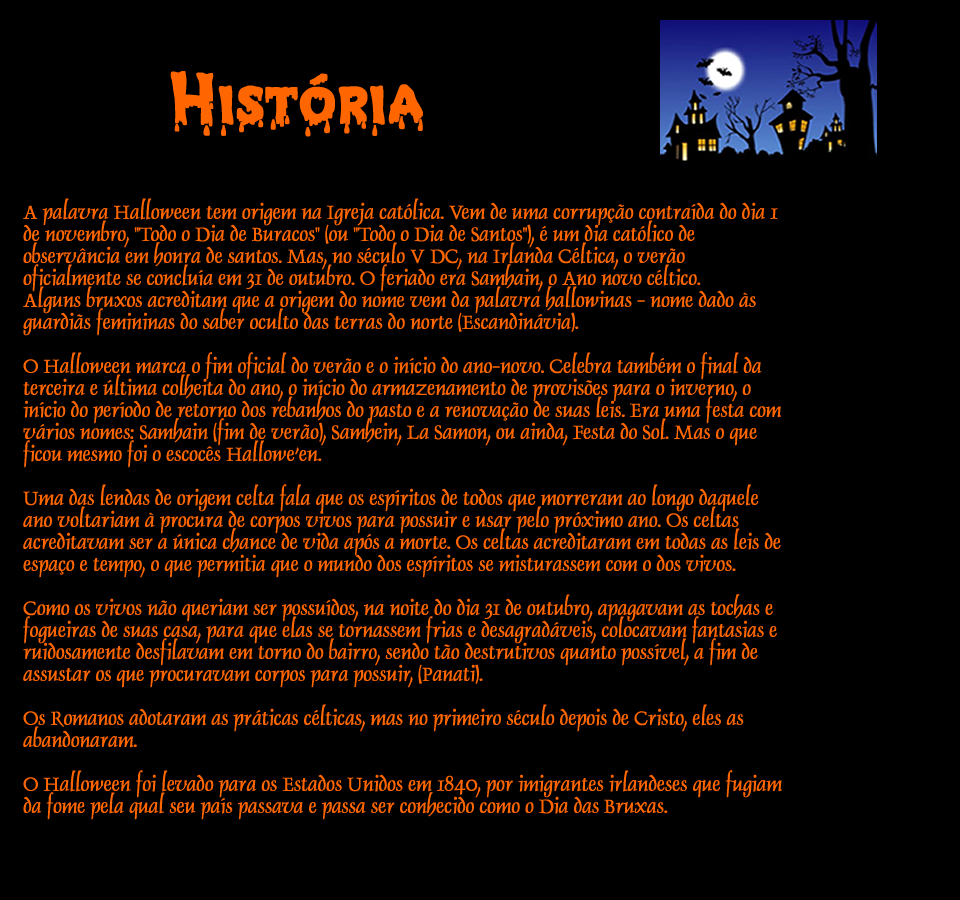 História
A palavra Halloween tem origem na Igreja católica. Vem de uma corrupção contraída do dia 1
de novembro, "Todo o Dia de Buracos" (ou "Todo o Dia de Santos"), é um dia católico de
observância em honra de santos. Mas, no século V DC, na Irlanda Céltica, o verão
oficialmente se concluía em 31 de outubro. O feriado era Samhain, o Ano novo céltico.
Alguns bruxos acreditam que a origem do nome vem da palavra hallowinas - nome dado às
guardiãs femininas do saber oculto das terras do norte (Escandinávia).
O Halloween marca o fim oficial do verão e o início do ano-novo. Celebra também o final da
terceira e última colheita do ano, o início do armazenamento de provisões para o inverno, o
início do período de retorno dos rebanhos do pasto e a renovação de suas leis. Era uma festa com
vários nomes: Samhain (fim de verão), Samhein, La Samon, ou ainda, Festa do Sol. Mas o que
ficou mesmo foi o escocês Hallowe'en.
Uma das lendas de origem celta fala que os espíritos de todos que morreram ao longo daquele
ano voltariam à procura de corpos vivos para possuir e usar pelo próximo ano. Os celtas
acreditavam ser a única chance de vida após a morte. Os celtas acreditaram em todas as leis de
espaço e tempo, o que permitia que o mundo dos espíritos se misturassem com o dos vivos.
Como os vivos não queriam ser possuídos, na noite do dia 31 de outubro, apagavam as tochas e
fogueiras de suas casa, para que elas se tornassem frias e desagradáveis, colocavam fantasias e
ruidosamente desfilavam em torno do bairro, sendo tão destrutivos quanto possível, a fim de
assustar os que procuravam corpos para possuir, (Panati).
Os Romanos adotaram as práticas célticas, mas no primeiro século depois de Cristo, eles as
abandonaram.
O Halloween foi levado para os Estados Unidos em 1840, por imigrantes irlandeses que fugiam
da fome pela qual seu país passava e passa ser conhecido como o Dia das Bruxas.